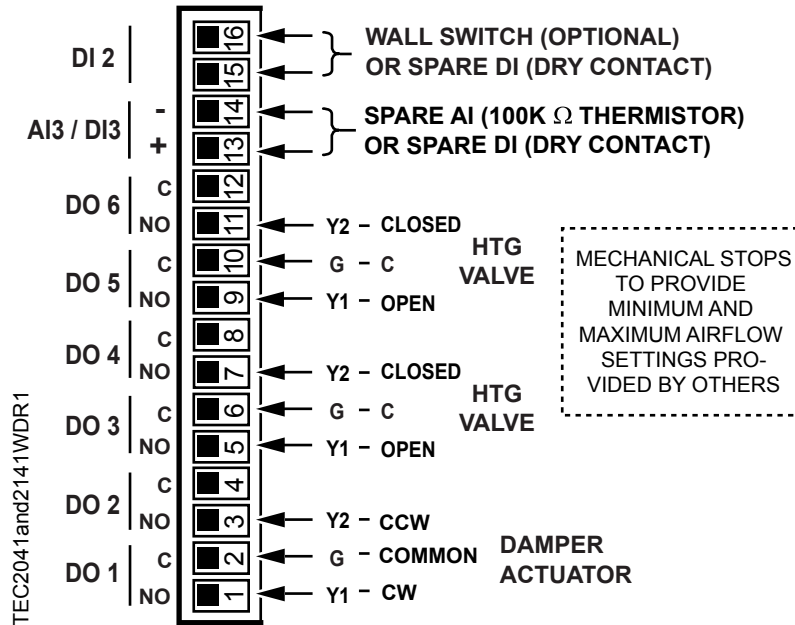 DI 2
16
WALL SWITCH (OPTIONAL)
15
OR SPARE DI (DRY CONTACT)
AI3 / DI3
-
14
SPARE AI (100K Ω THERMISTOR)
+
13
OR SPARE DI (DRY CONTACT)
DO 6
C
12
NO
11
Y2 – CLOSED
HTG
VALVE
DO 5
C
10
G – C
NO
9
Y1 – OPEN
DO 4
C
8
NO
7
Y2 – CLOSED
HTG
VALVE
DO 3
C
6
G – C
NO
5
Y1 – OPEN
DO 2
C
4
NO
3
Y2 – CCW
DO 1
C
2
G – COMMON
DAMPER
ACTUATOR
NO
1
Y1 – CW
MECHANICAL STOPS
TO PROVIDE
MINIMUM AND
MAXIMUM AIRFLOW
SETTINGS PRO-
VIDED BY OTHERS
TEC2041and2141WDR1